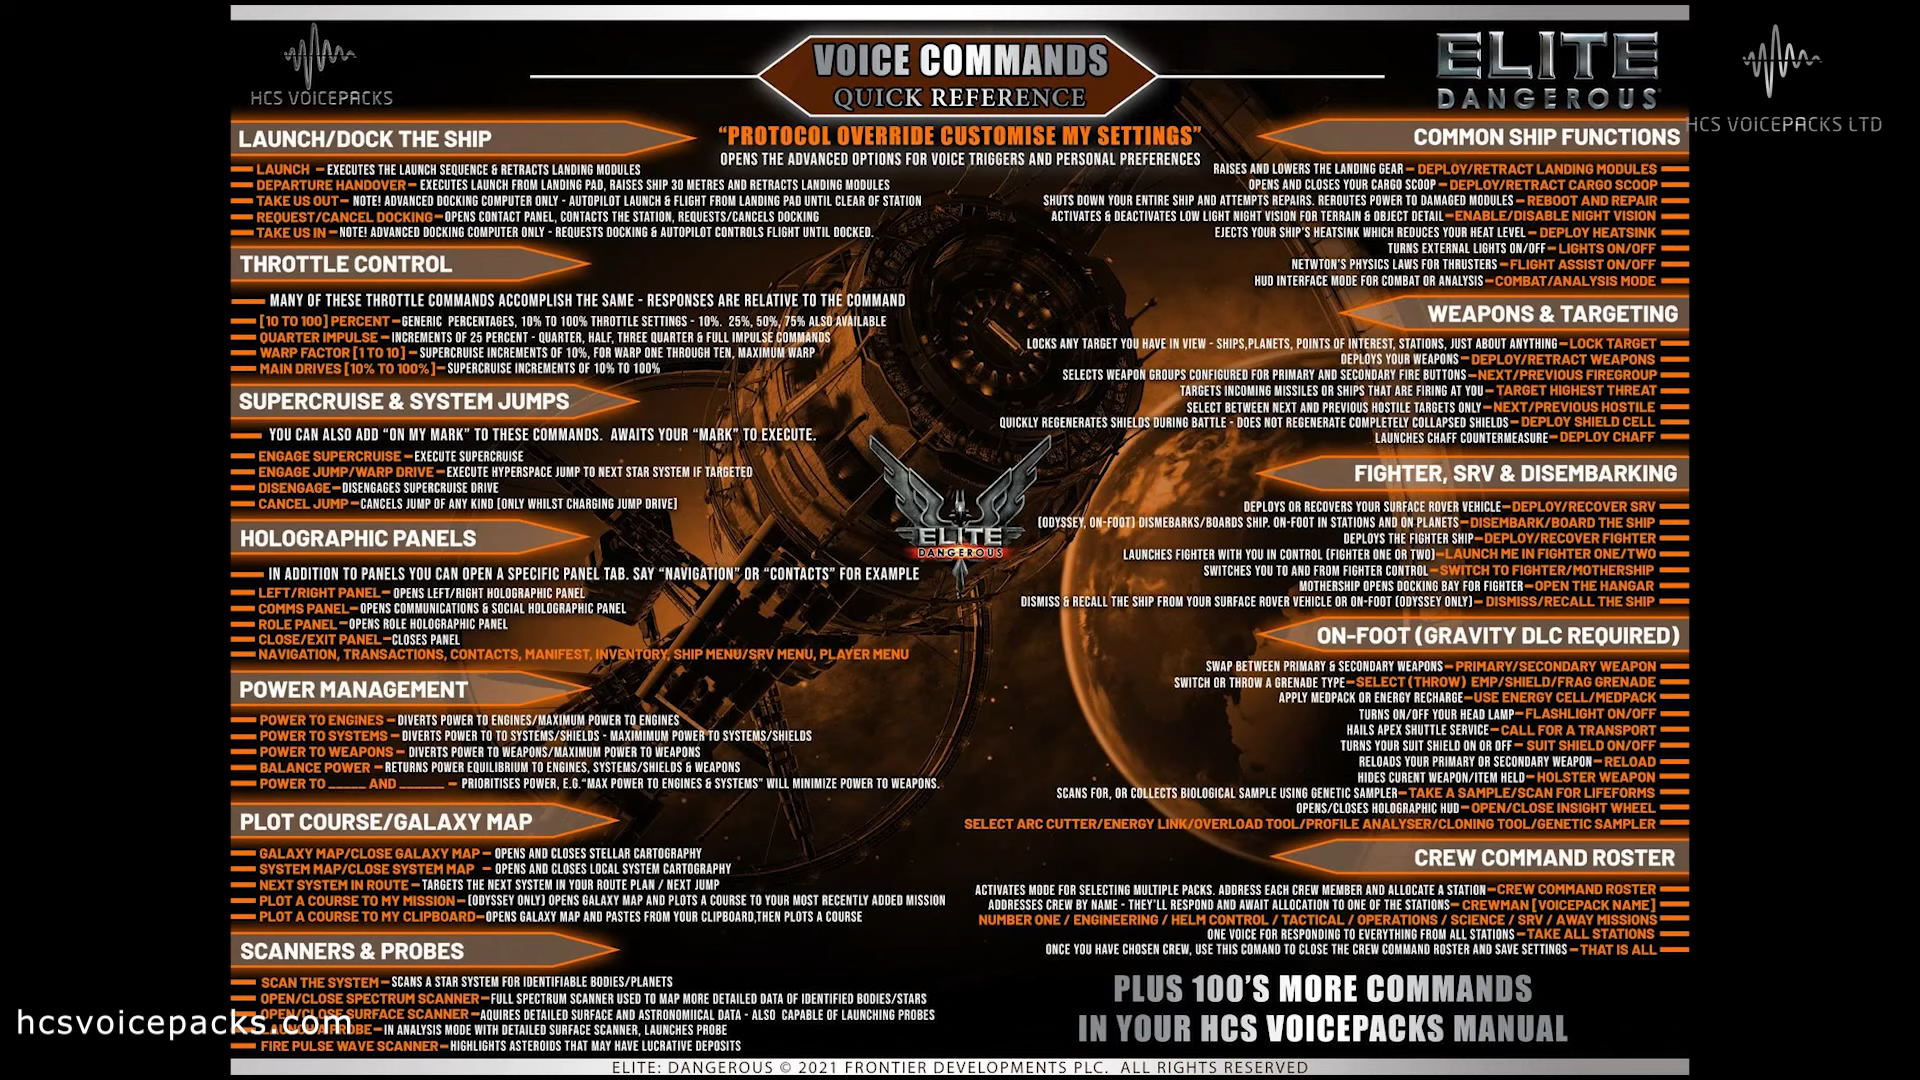 HCS VOICEPACKS
VOICE COMMANDS
QUICK REFERENCE
ELITE
DANGEROUS
HCS VOICEPACKS LTD
"PROTOCOL OVERRIDE CUSTOMISE MY SETTINGS"
OPENS THE ADVANCED OPTIONS FOR VOICE TRIGGERS AND PERSONAL PREFERENCES
LAUNCH/DOCK THE SHIP
LAUNCH - EXECUTES THE LAUNCH SEQUENCE & RETRACTS LANDING MODULES
DEPARTURE HANDOVER - EXECUTES LAUNCH FROM LANDING PAD, RAISES SHIP 30 METRES AND RETRACTS LANDING MODULES
TAKE US OUT - NOTE! ADVANCED DOCKING COMPUTER ONLY - AUTOPILOT LAUNCH & FLIGHT FROM LANDING PAD UNTIL CLEAR OF STATION
REQUEST/CANCEL DOCKING - OPENS CONTACT PANEL, CONTACTS THE STATION, REQUESTS/CANCELS DOCKING
TAKE US IN - NOTE! ADVANCED DOCKING COMPUTER ONLY - REQUESTS DOCKING & AUTOPILOT CONTROLS FLIGHT UNTIL DOCKED.
THROTTLE CONTROL
MANY OF THESE THROTTLE COMMANDS ACCOMPLISH THE SAME - RESPONSES ARE RELATIVE TO THE COMMAND
[10 TO 100] PERCENT - GENERIC PERCENTAGES, 10% TO 100% THROTTLE SETTINGS - 10%. 25%, 50%, 75% ALSO AVAILABLE
QUARTER IMPULSE - INCREMENTS OF 25 PERCENT - QUARTER, HALF, THREE QUARTER & FULL IMPULSE COMMANDS
WARP FACTOR [1 TO 10] - SUPERCRUISE INCREMENTS OF 10%, FOR WARP ONE THROUGH TEN, MAXIMUM WARP
MAIN DRIVES [10% TO 100%] - SUPERCRUISE INCREMENTS OF 10% TO 100%
SUPERCRUISE & SYSTEM JUMPS
YOU CAN ALSO ADD "ON MY MARK" TO THESE COMMANDS. AWAITS YOUR "MARK" TO EXECUTE.
ENGAGE SUPERCRUISE - EXECUTE SUPERCRUISE
ENGAGE JUMP/WARP DRIVE - EXECUTE HYPERSPACE JUMP TO NEXT STAR SYSTEM IF TARGETED
DISENGAGE - DISENGAGES SUPERCRUISE DRIVE
CANCEL JUMP - CANCELS JUMP OF ANY KIND [ONLY WHILST CHARGING JUMP DRIVE]
HOLOGRAPHIC PANELS
IN ADDITION TO PANELS YOU CAN OPEN A SPECIFIC PANEL TAB. SAY "NAVIGATION" OR "CONTACTS" FOR EXAMPLE
LEFT/RIGHT PANEL - OPENS LEFT/RIGHT HOLOGRAPHIC PANEL
COMMS PANEL - OPENS COMMUNICATIONS & SOCIAL HOLOGRAPHIC PANEL
ROLE PANEL - OPENS ROLE HOLOGRAPHIC PANEL
CLOSE/EXIT PANEL - CLOSES PANEL
NAVIGATION, TRANSACTIONS, CONTACTS, MANIFEST, INVENTORY, SHIP MENU/SRV MENU, PLAYER MENU
POWER MANAGEMENT
POWER TO ENGINES - DIVERTS POWER TO ENGINES/MAXIMUM POWER TO ENGINES
POWER TO SYSTEMS - DIVERTS POWER TO TO SYSTEMS/SHIELDS - MAXIMIMUM POWER TO SYSTEMS/SHIELDS
POWER TO WEAPONS - DIVERTS POWER TO WEAPONS/MAXIMUM POWER TO WEAPONS
BALANCE POWER - RETURNS POWER EQUILIBRIUM TO ENGINES, SYSTEMS/SHIELDS & WEAPONS
POWER TO _____ AND ______ - PRIORITISES POWER, E.G."MAX POWER TO ENGINES & SYSTEMS" WILL MINIMIZE POWER TO WEAPONS.
PLOT COURSE/GALAXY MAP
GALAXY MAP/CLOSE GALAXY MAP - OPENS AND CLOSES STELLAR CARTOGRAPHY
SYSTEM MAP/CLOSE SYSTEM MAP - OPENS AND CLOSES LOCAL SYSTEM CARTOGRAPHY
NEXT SYSTEM IN ROUTE - TARGETS THE NEXT SYSTEM IN YOUR ROUTE PLAN / NEXT JUMP
PLOT A COURSE TO MY MISSION - [ODYSSEY ONLY] OPENS GALAXY MAP AND PLOTS A COURSE TO YOUR MOST RECENTLY ADDED MISSION
PLOT A COURSE TO MY CLIPBOARD - OPENS GALAXY MAP AND PASTES FROM YOUR CLIPBOARD,THEN PLOTS A COURSE
SCANNERS & PROBES
SCAN THE SYSTEM - SCANS A STAR SYSTEM FOR IDENTIFIABLE BODIES/PLANETS
OPEN/CLOSE SPECTRUM SCANNER - FULL SPECTRUM SCANNER USED TO MAP MORE DETAILED DATA OF IDENTIFIED BODIES/STARS
OPEN/CLOSE SURFACE SCANNER - AQUIRES DETAILED SURFACE AND ASTRONOMIICAL DATA - ALSO CAPABLE OF LAUNCHING PROBES
PROBE - IN ANALYSIS MODE WITH DETAILED SURFACE SCANNER, LAUNCHES PROBE
FIRE PULSE WAVE SCANNER - HIGHLIGHTS ASTEROIDS THAT MAY HAVE LUCRATIVE DEPOSITS
hcsvoicepacks.com
ELITE
DANGEROUS
COMMON SHIP FUNCTIONS
RAISES AND LOWERS THE LANDING GEAR - DEPLOY/RETRACT LANDING MODULES
OPENS AND CLOSES YOUR CARGO SCOOP - DEPLOY/RETRACT CARGO SCOOP
SHUTS DOWN YOUR ENTIRE SHIP AND ATTEMPTS REPAIRS. REROUTES POWER TO DAMAGED MODULES - REBOOT AND REPAIR
ACTIVATES & DEACTIVATES LOW LIGHT NIGHT VISION FOR TERRAIN & OBJECT DETAIL - ENABLE/DISABLE NIGHT VISION
EJECTS YOUR SHIP'S HEATSINK WHICH REDUCES YOUR HEAT LEVEL - DEPLOY HEATSINK
TURNS EXTERNAL LIGHTS ON/OFF - LIGHTS ON/OFF
NETWTON'S PHYSICS LAWS FOR THRUSTERS - FLIGHT ASSIST ON/OFF
HUD INTERFACE MODE FOR COMBAT OR ANALYSIS - COMBAT/ANALYSIS MODE
WEAPONS & TARGETING
LOCKS ANY TARGET YOU HAVE IN VIEW - SHIPS,PLANETS, POINTS OF INTEREST, STATIONS, JUST ABOUT ANYTHING - LOCK TARGET
DEPLOYS YOUR WEAPONS - DEPLOY/RETRACT WEAPONS
SELECTS WEAPON GROUPS CONFIGURED FOR PRIMARY AND SECONDARY FIRE BUTTONS - NEXT/PREVIOUS FIREGROUP
TARGETS INCOMING MISSILES OR SHIPS THAT ARE FIRING AT YOU - TARGET HIGHEST THREAT
SELECT BETWEEN NEXT AND PREVIOUS HOSTILE TARGETS ONLY - NEXT/PREVIOUS HOSTILE
QUICKLY REGENERATES SHIELDS DURING BATTLE - DOES NOT REGENERATE COMPLETELY COLLAPSED SHIELDS - DEPLOY SHIELD CELL
LAUNCHES CHAFF COUNTERMEASURE - DEPLOY CHAFF
FIGHTER, SRV & DISEMBARKING
DEPLOYS OR RECOVERS YOUR SURFACE ROVER VEHICLE - DEPLOY/RECOVER SRV
[ODYSSEY, ON-FOOT] DISMEBARKS/BOARDS SHIP. ON-FOOT IN STATIONS AND ON PLANETS - DISEMBARK/BOARD THE SHIP
DEPLOYS THE FIGHTER SHIP - DEPLOY/RECOVER FIGHTER
LAUNCHES FIGHTER WITH YOU IN CONTROL (FIGHTER ONE OR TWO) - LAUNCH ME IN FIGHTER ONE/TWO
SWITCHES YOU TO AND FROM FIGHTER CONTROL - SWITCH TO FIGHTER/MOTHERSHIP
MOTHERSHIP OPENS DOCKING BAY FOR FIGHTER - OPEN THE HANGAR
DISMISS & RECALL THE SHIP FROM YOUR SURFACE ROVER VEHICLE OR ON-FOOT (ODYSSEY ONLY) - DISMISS/RECALL THE SHIP
ON-FOOT (GRAVITY DLC REQUIRED)
SWAP BETWEEN PRIMARY & SECONDARY WEAPONS - PRIMARY/SECONDARY WEAPON
SWITCH OR THROW A GRENADE TYPE - SELECT (THROW) EMP/SHIELD/FRAG GRENADE
APPLY MEDPACK OR ENERGY RECHARGE - USE ENERGY CELL/MEDPACK
TURNS ON/OFF YOUR HEAD LAMP - FLASHLIGHT ON/OFF
HAILS APEX SHUTTLE SERVICE - CALL FOR A TRANSPORT
TURNS YOUR SUIT SHIELD ON OR OFF - SUIT SHIELD ON/OFF
RELOADS YOUR PRIMARY OR SECONDARY WEAPON - RELOAD
HIDES CURENT WEAPON/ITEM HELD - HOLSTER WEAPON
SCANS FOR, OR COLLECTS BIOLOGICAL SAMPLE USING GENETIC SAMPLER - TAKE A SAMPLE/SCAN FOR LIFEFORMS
OPENS/CLOSES HOLOGRAPHIC HUD - OPEN/CLOSE INSIGHT WHEEL
SELECT ARC CUTTER/ENERGY LINK/OVERLOAD TOOL/PROFILE ANALYSER/CLONING TOOL/GENETIC SAMPLER
CREW COMMAND ROSTER
ACTIVATES MODE FOR SELECTING MULTIPLE PACKS. ADDRESS EACH CREW MEMBER AND ALLOCATE A STATION - CREW COMMAND ROSTER
ADDRESSES CREW BY NAME - THEY'LL RESPOND AND AWAIT ALLOCATION TO ONE OF THE STATIONS - CREWMAN [VOICEPACK NAME]
NUMBER ONE / ENGINEERING / HELM CONTROL / TACTICAL / OPERATIONS / SCIENCE / SRV / AWAY MISSIONS
ONE VOICE FOR RESPONDING TO EVERYTHING FROM ALL STATIONS - TAKE ALL STATIONS
ONCE YOU HAVE CHOSEN CREW, USE THIS COMAND TO CLOSE THE CREW COMMAND ROSTER AND SAVE SETTINGS - THAT IS ALL
PLUS 100'S MORE COMMANDS
IN YOUR HCS VOICEPACKS MANUAL
ELITE: DANGEROUS © 2021 FRONTIER DEVELOPMENTS PLC. ALL RIGHTS RESERVED